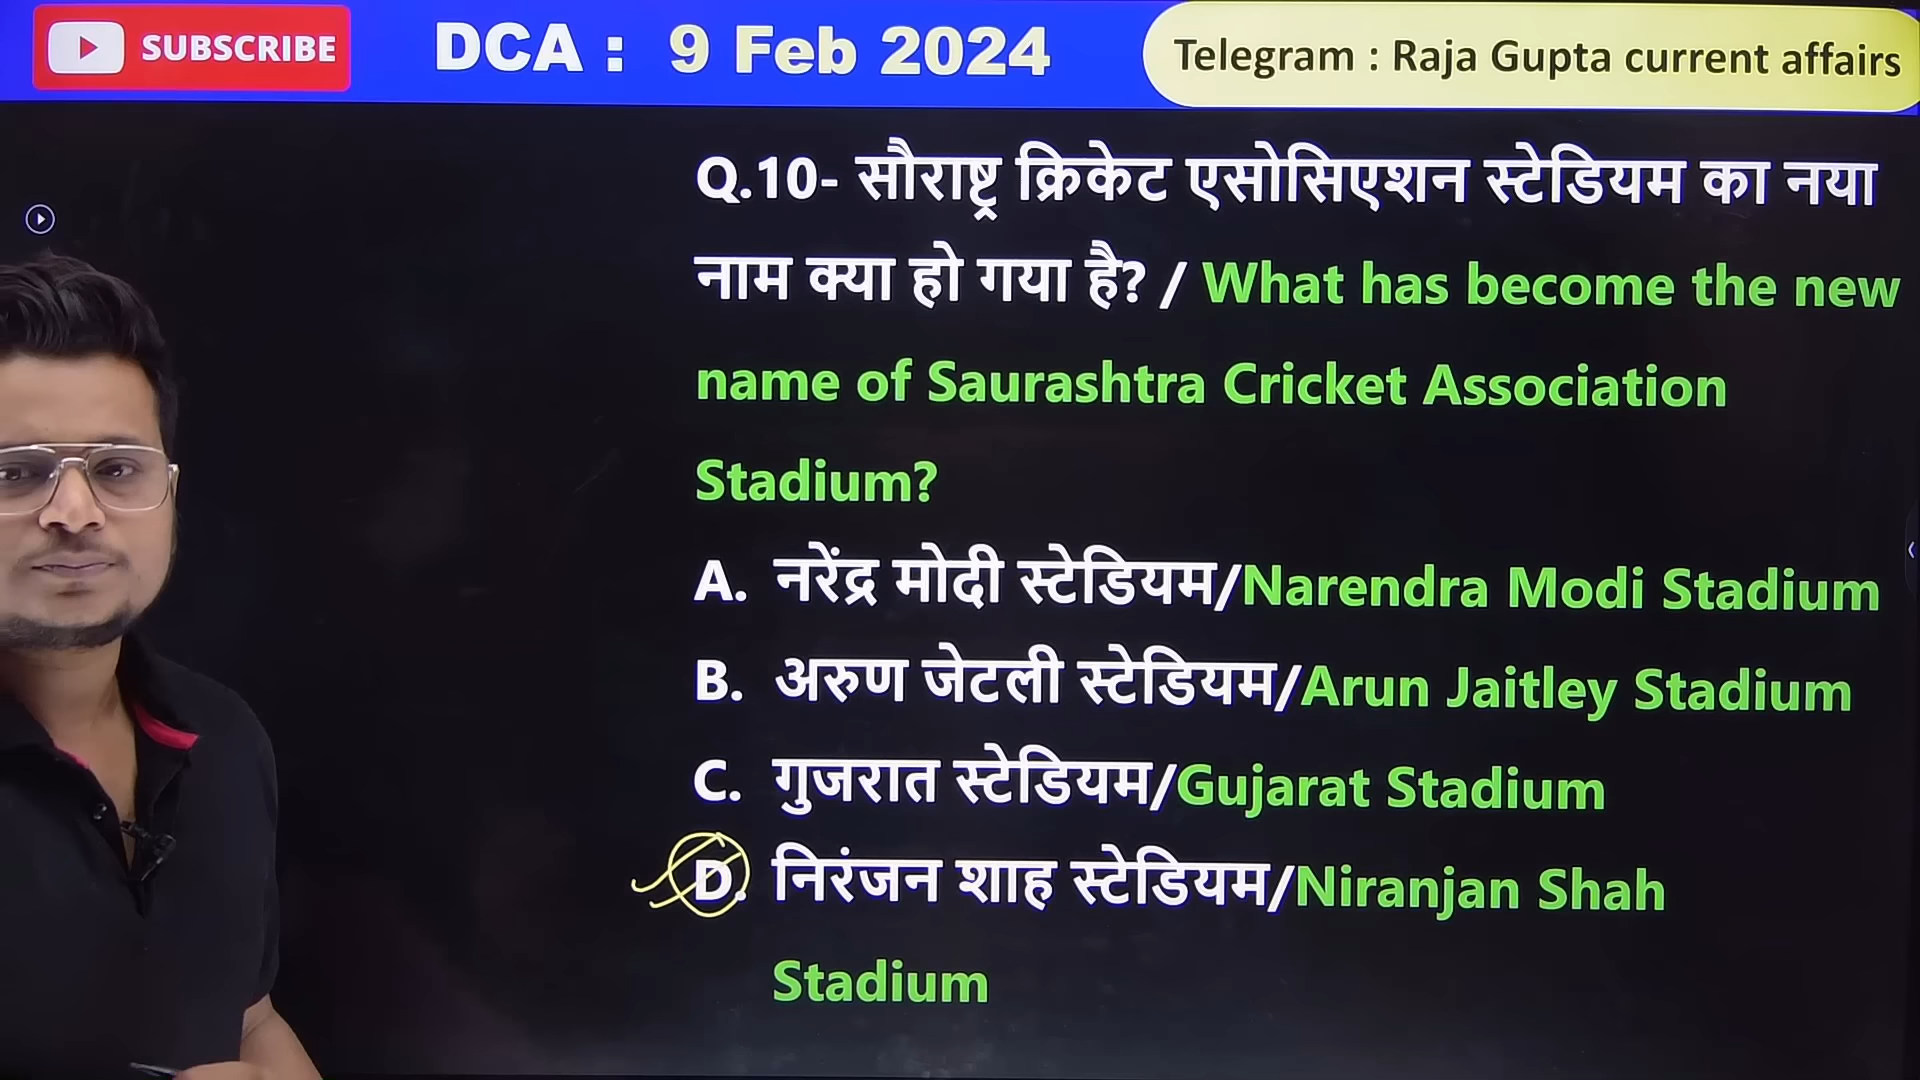 SUBSCRIBE
DCA : 9 Feb 2024
Telegram : Raja Gupta current affairs
Q.10- सौराष्ट्र क्रिकेट एसोसिएशन स्टेडियम का नया
नाम क्या हो गया है? / What has become the new
name of Saurashtra Cricket Association
Stadium?
A. नरेंद्र मोदी स्टेडियम/Narendra Modi Stadium
B. अरुण जेटली स्टेडियम/Arun Jaitley Stadium
C. गुजरात स्टेडियम/Gujarat Stadium
D. निरंजन शाह स्टेडियम/Niranjan Shah
Stadium